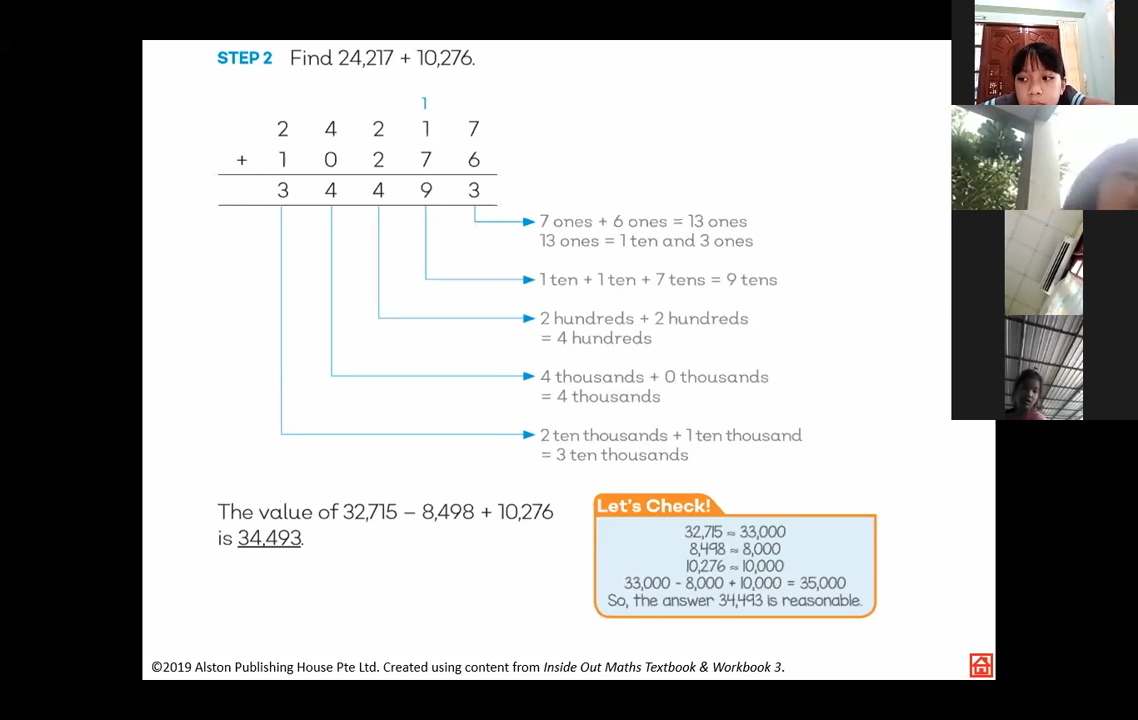 STEP 2 Find 24,217 + 10,276.
1
2 4 2 1 7
+ 1 0 2 7 6
3 4 4 9 3
7 ones + 6 ones = 13 ones
13 ones = 1 ten and 3 ones
1 ten + 1 ten + 7 tens = 9 tens
2 hundreds + 2 hundreds
= 4 hundreds
4 thousands + 0 thousands
= 4 thousands
2 ten thousands + 1 ten thousand
= 3 ten thousands
The value of 32,715 – 8,498 + 10,276
is 34,493.
Let's Check!
32,715 ≈ 33,000
8,498 ≈ 8,000
10,276 ≈ 10,000
33,000 - 8,000 + 10,000 = 35,000
So, the answer 34,493 is reasonable.
©2019 Alston Publishing House Pte Ltd. Created using content from Inside Out Maths Textbook & Workbook 3.